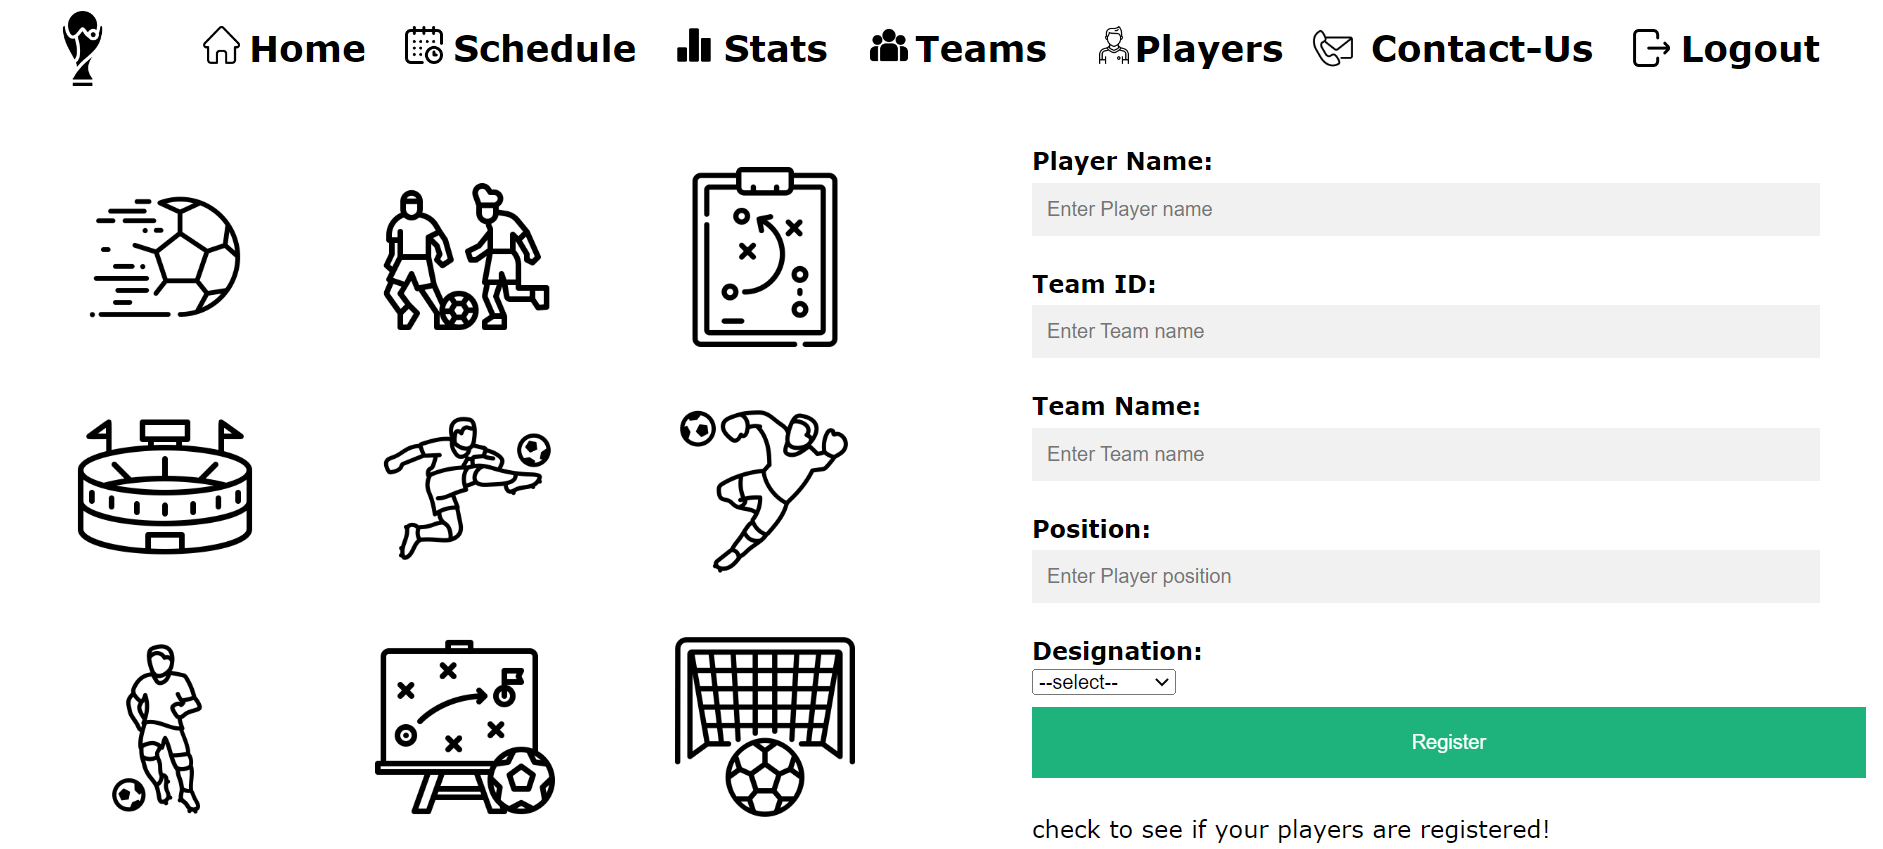 Home Schedule Stats Teams Players Contact-Us Logout
Player Name:
Enter Player name
Team ID:
Enter Team name
Team Name:
Enter Team name
Position:
Enter Player position
Designation:
--select--
Register
check to see if your players are registered!